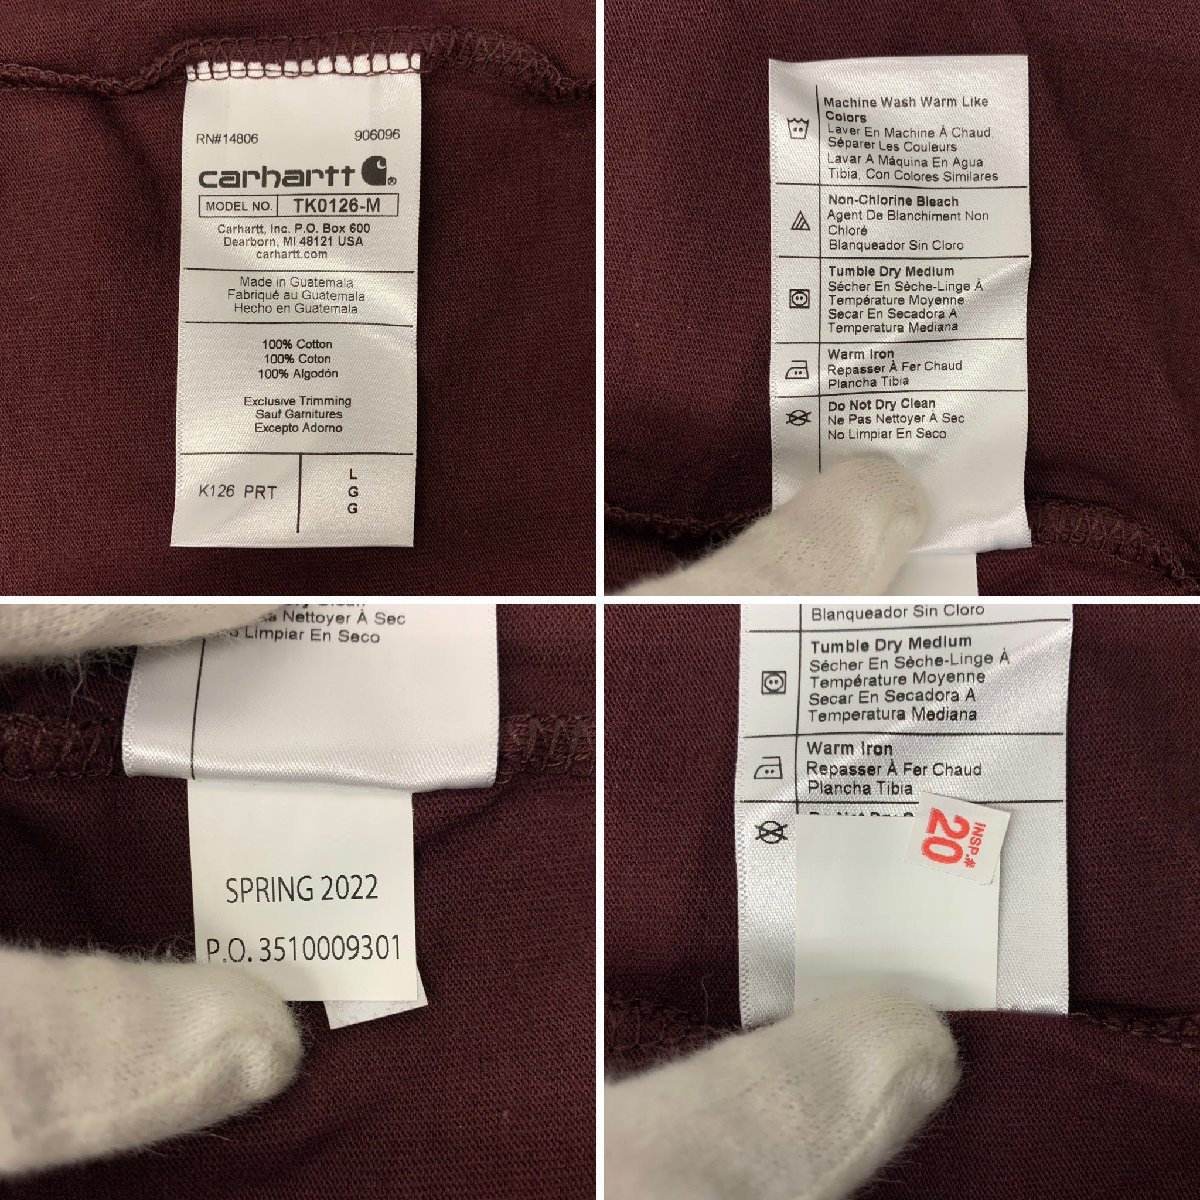 RN#14806 906096
carhartt
MODEL NO. TK0126-M
Carhartt, Inc. P.O. Box 600
Dearborn, MI 48121 USA
carhartt.com
Made in Guatemala
Fabriqué au Guatemala
Hecho en Guatemala
100% Cotton
100% Coton
100% Algodón
Exclusive Trimming
Sauf Garnitures
Excepto Adorno
K126 PRT
L
G
G
Machine Wash Warm Like
Colors
Laver En Machine À Chaud
Séparer Les Couleurs
Lavar A Máquina En Agua
Tibia, Con Colores Similares
Non-Chlorine Bleach
Agent De Blanchiment Non
Chloré
Blanqueador Sin Cloro
Tumble Dry Medium
Sécher En Sèche-Linge À
Température Moyenne
Secar En Secadora A
Temperatura Mediana
Warm Iron
Repasser À Fer Chaud
Plancha Tibia
Do Not Dry Clean
Ne Pas Nettoyer À Sec
No Limpiar En Seco
Clean
Nettoyer À Sec
Limpiar En Seco
SPRING 2022
P.O. 3510009301
Blanqueador Sin Cloro
Tumble Dry Medium
Sécher En Sèche-Linge À
Température Moyenne
Secar En Secadora A
Temperatura Mediana
Warm Iron
Repasser À Fer Chaud
Plancha Tibia
INSP.#
20